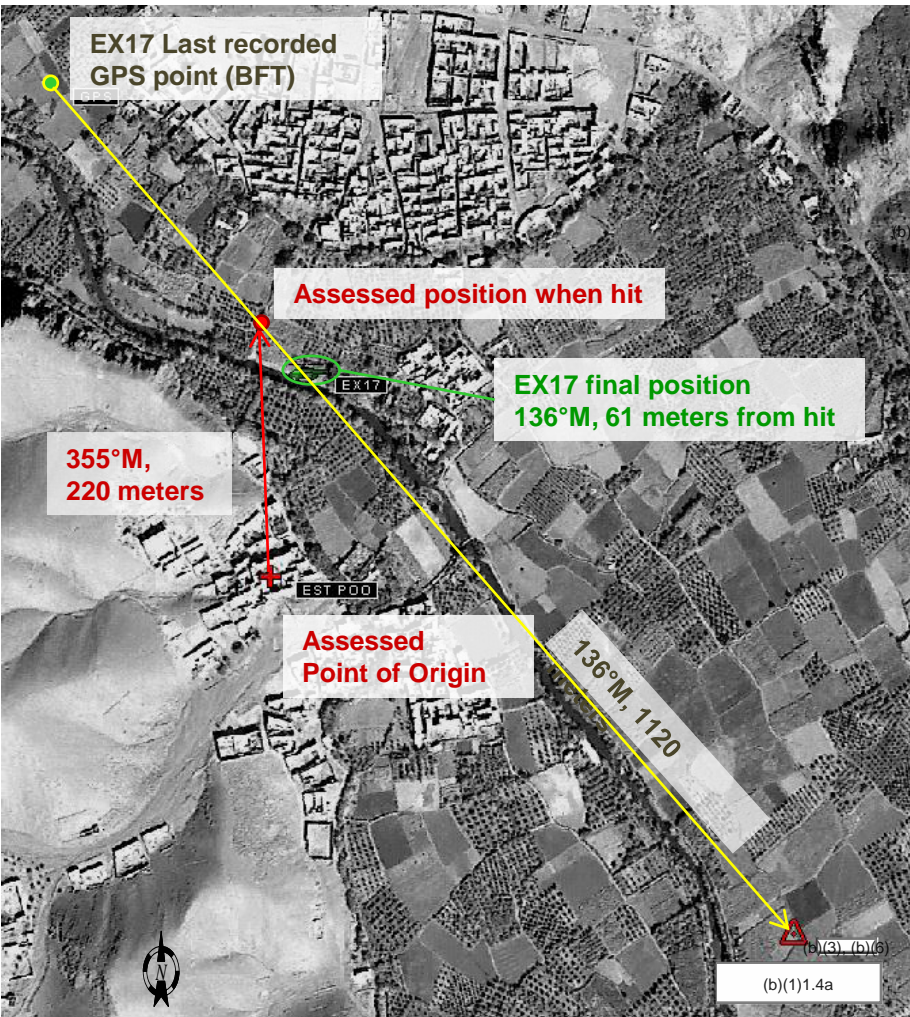 EX17 Last recorded
GPS point (BFT)
GPS
(b)
Assessed position when hit
EX17
EX17 final position
136°M, 61 meters from hit
355°M,
220 meters
EST POO
Assessed
Point of Origin
136°M, 1120
(b)(3), (b)(6)
(b)(1)1.4a
N